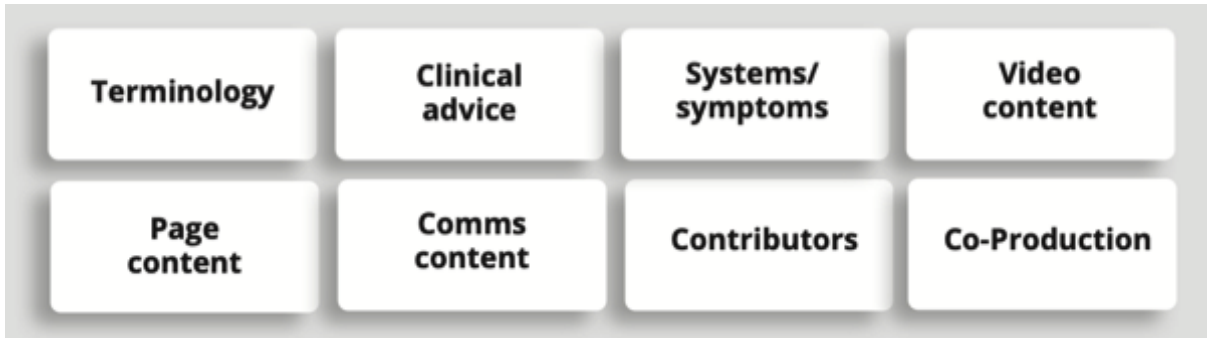 Terminology
Clinical
advice
Systems/
symptoms
Video
content
Page
content
Comms
content
Contributors
Co-Production